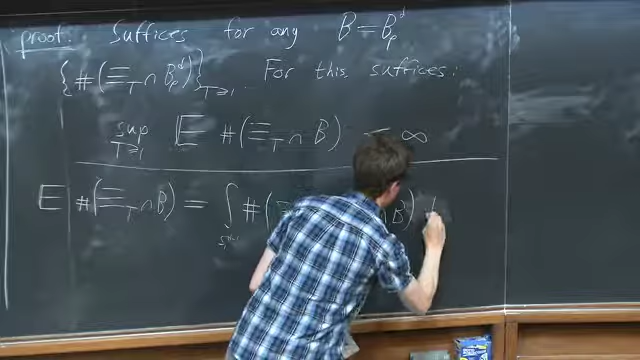 proof: Suffices for any B = B_ρ^d
{#(Ξ_T ∩ B_ρ^d)}_{T≥1} . For this suffices:
sup_{T≥1} 𝔼 #(Ξ_T ∩ B) < ∞
𝔼 #(Ξ_T ∩ B) = ∫ #( B)